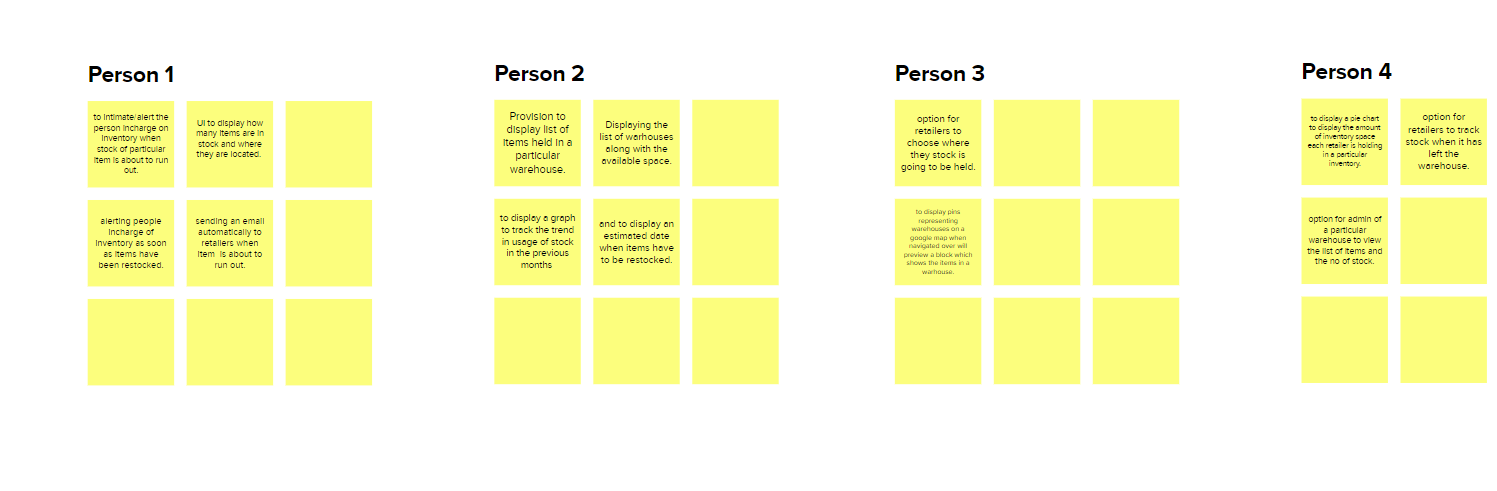 Person 1
to intimate/alert the
person incharge on
inventory when
stock of particular
item is about to run
out.
UI to display how
many items are in
stock and where
they are located.
alerting people
incharge of
inventory as soon
as items have
been restocked.
sending an email
automatically to
retailers when
item is about to
run out.
Person 2
Provision to
display list of
items held in a
particular
warehouse.
Displaying the
list of warhouses
along with the
available space.
to display a graph
to track the trend
in usage of stock
in the previous
months
and to display an
estimated date
when items have
to be restocked.
Person 3
option for
retailers to
choose where
they stock is
going to be held.
to display pins
representing
warehouses on a
google map when
navigated over will
preview a block which
shows the items in a
warhouse.
Person 4
to display a pie chart
to display the amount
of inventory space
each retailer is holding
in a particular
inventory.
option for
retailers to track
stock when it has
left the
warehouse.
option for admin of
a particular
warehouse to view
the list of items and
the no of stock.